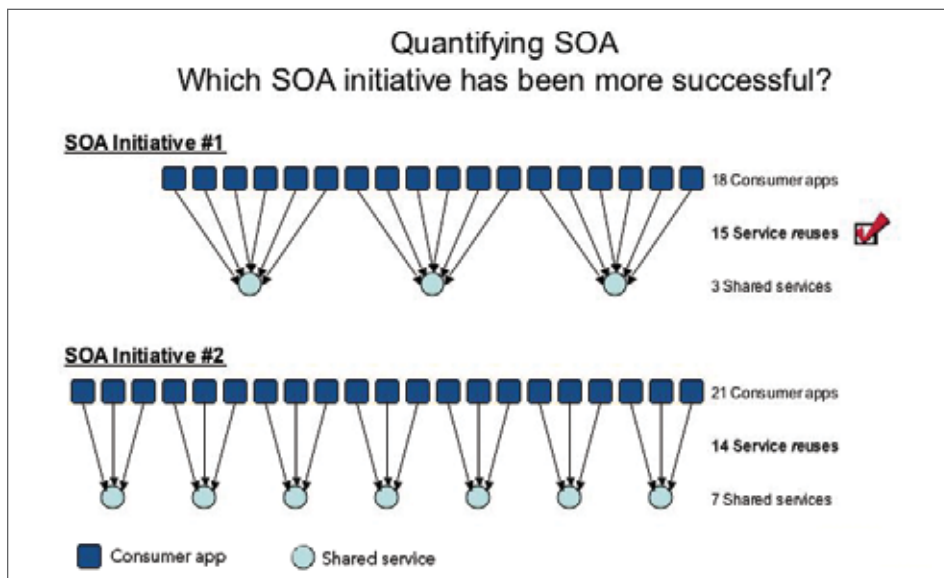 Quantifying SOA
Which SOA initiative has been more successful?
SOA Initiative #1
18 Consumer apps
15 Service reuses
3 Shared services
SOA Initiative #2
21 Consumer apps
14 Service reuses
7 Shared services
Consumer app
Shared service